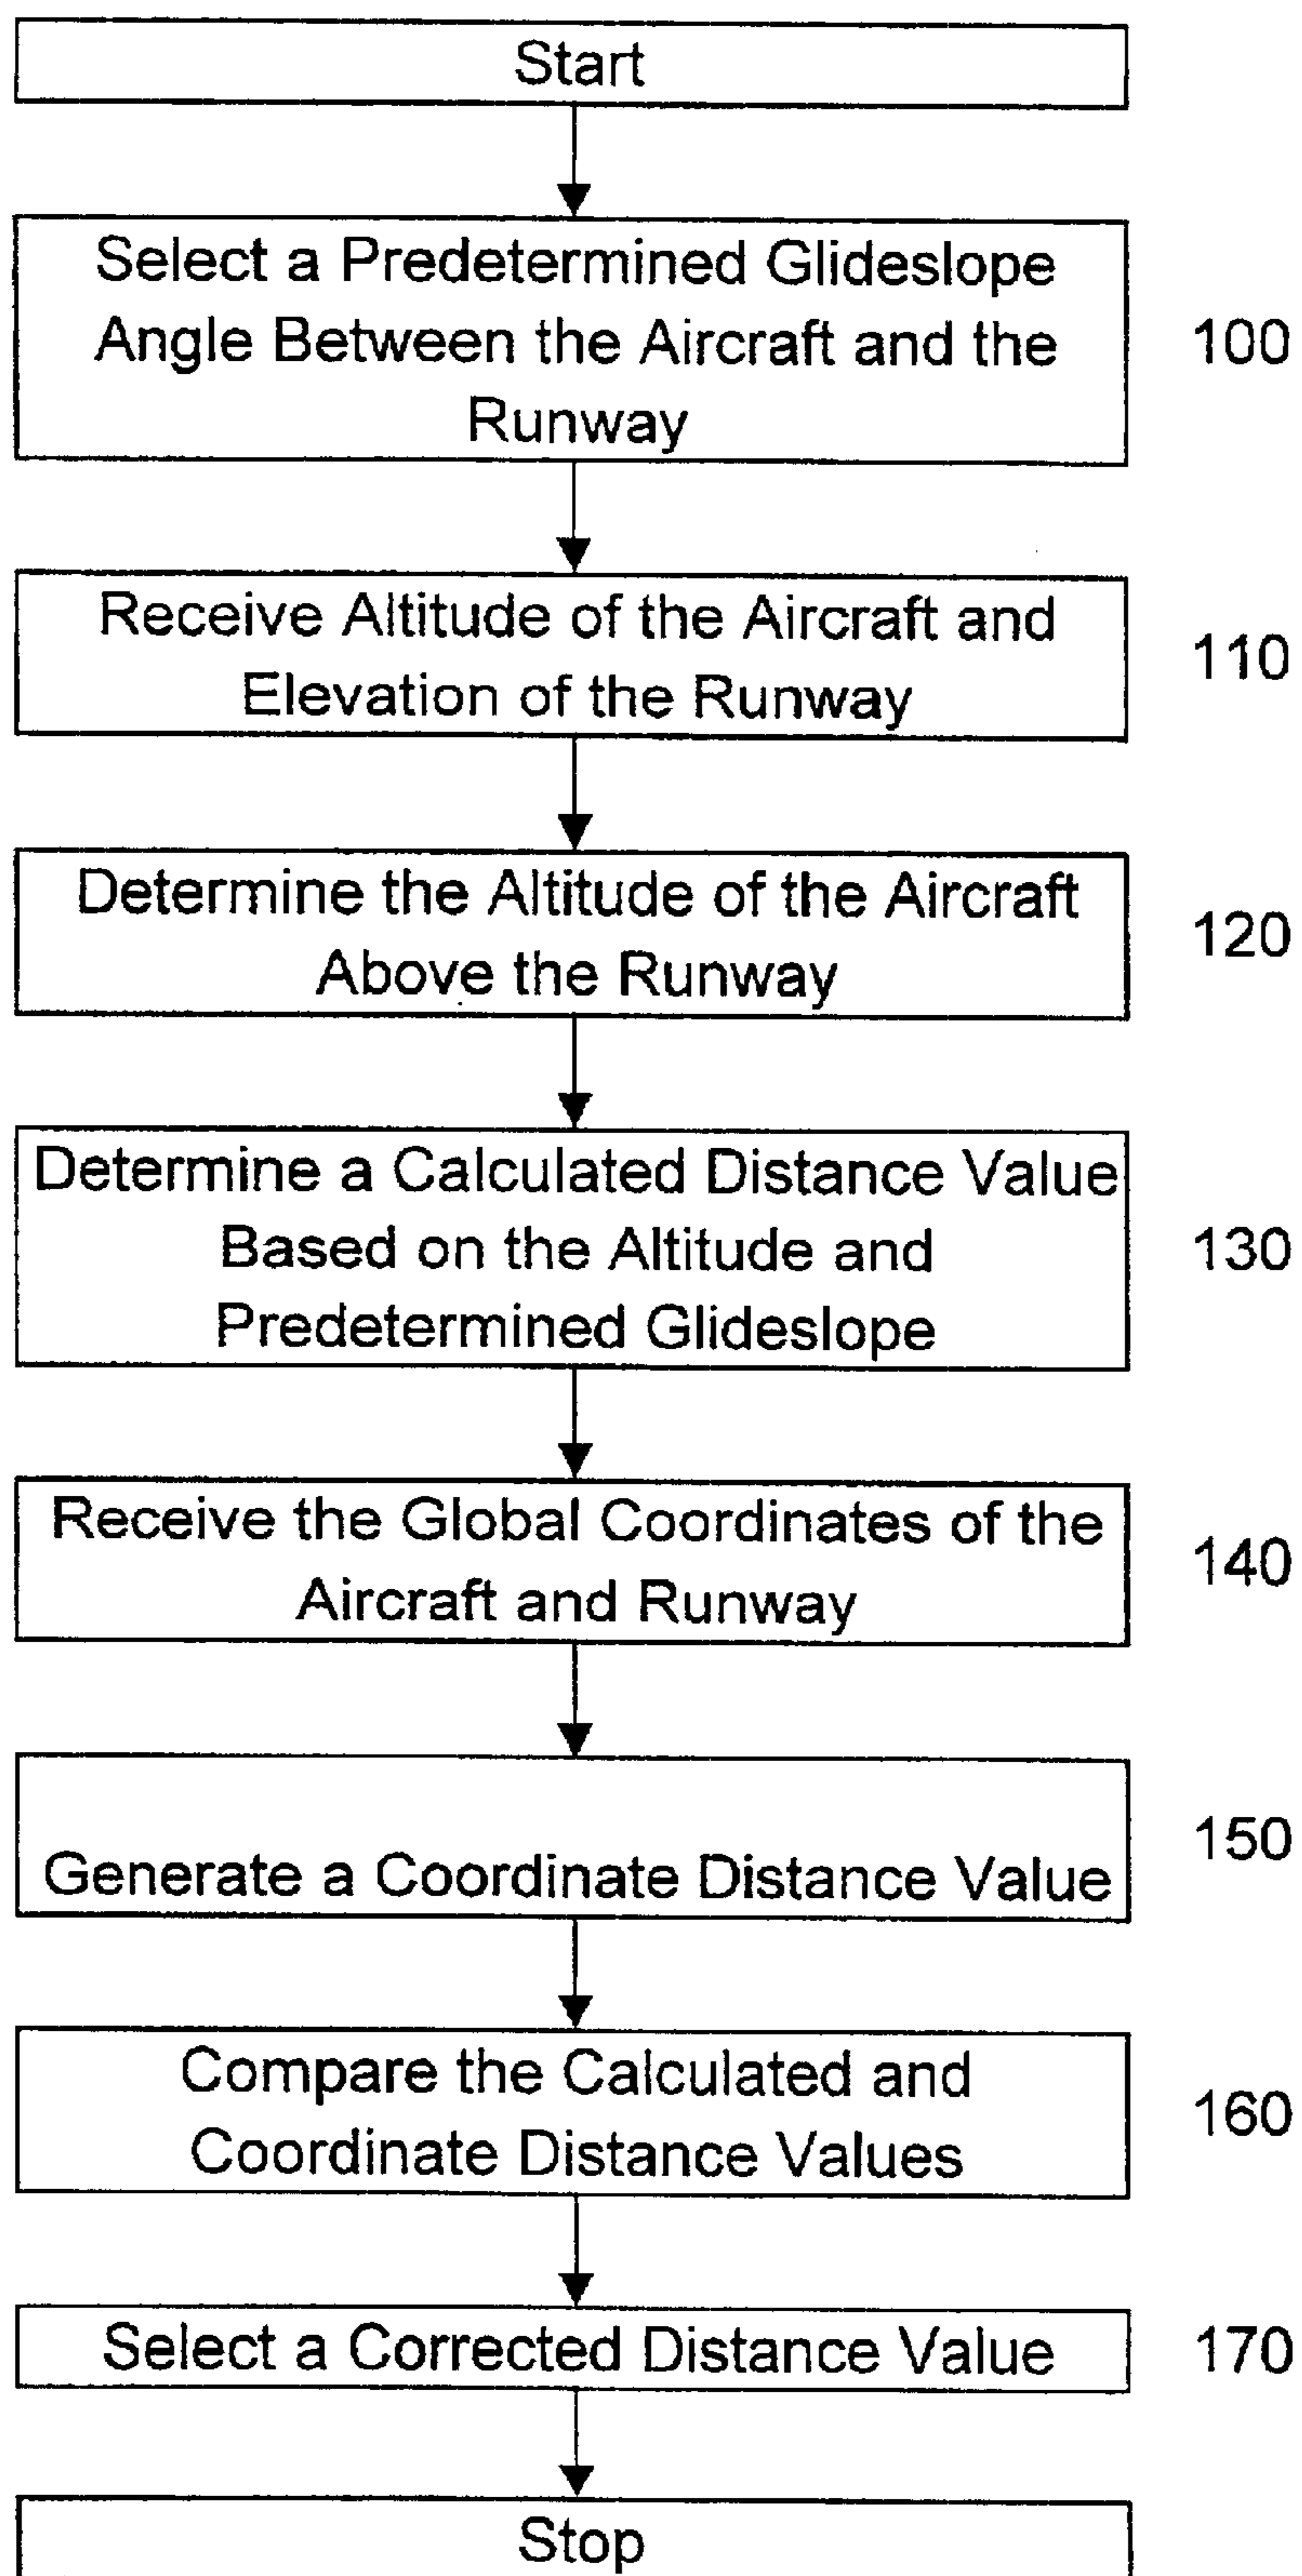 Start
Select a Predetermined Glideslope
Angle Between the Aircraft and the
Runway
100
Receive Altitude of the Aircraft and
Elevation of the Runway
110
Determine the Altitude of the Aircraft
Above the Runway
120
Determine a Calculated Distance Value
Based on the Altitude and
Predetermined Glideslope
130
Receive the Global Coordinates of the
Aircraft and Runway
140
Generate a Coordinate Distance Value
150
Compare the Calculated and
Coordinate Distance Values
160
Select a Corrected Distance Value
170
Stop